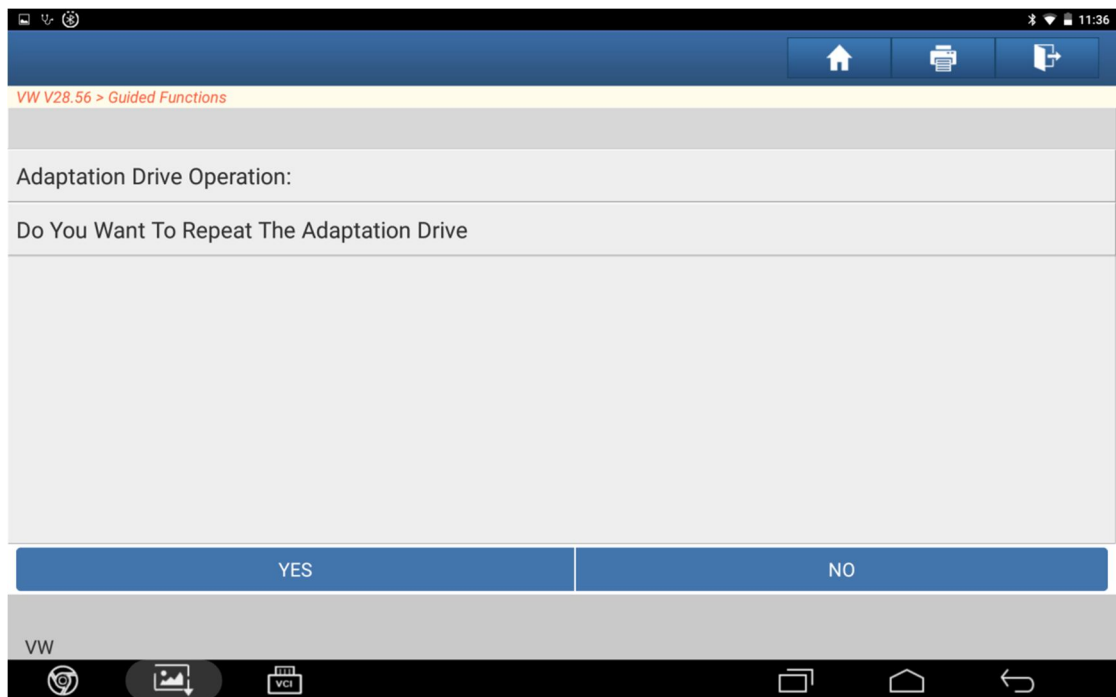 11:36
VW V28.56 > Guided Functions
Adaptation Drive Operation:
Do You Want To Repeat The Adaptation Drive
YES
NO
VW
VCI